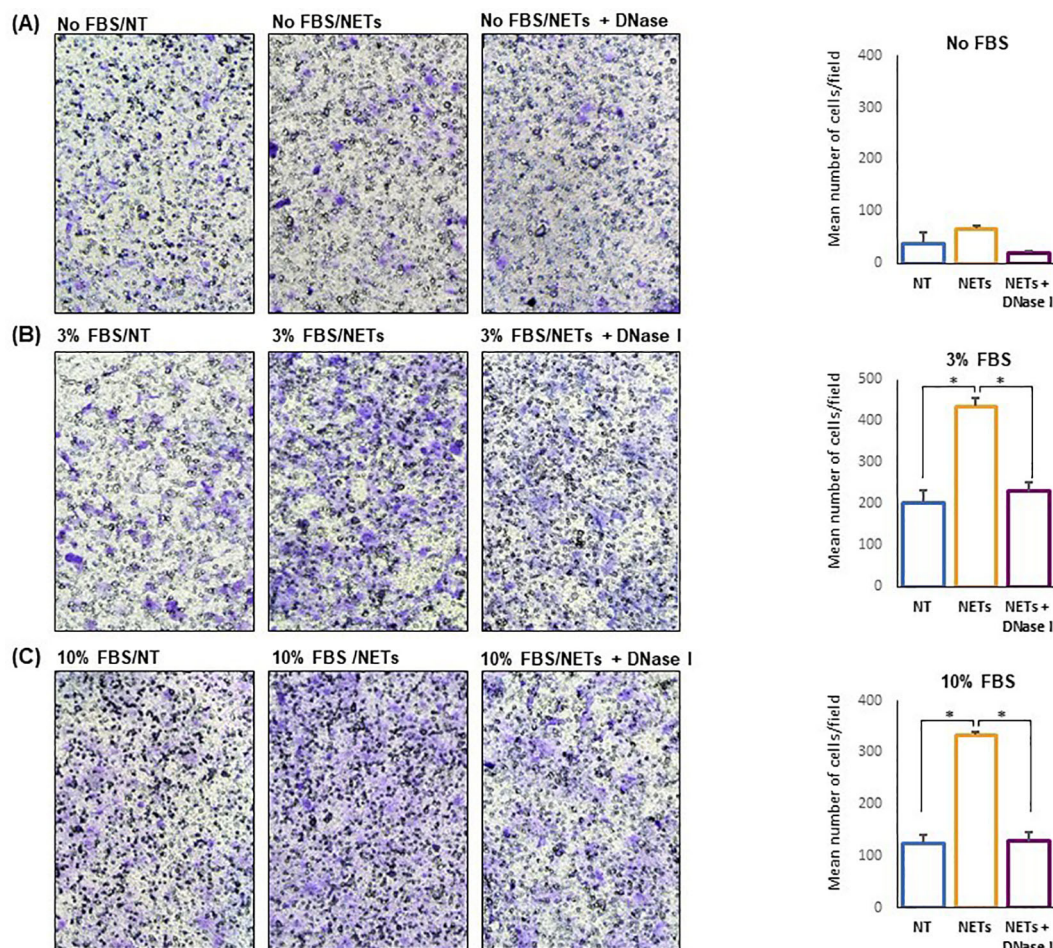 (A)
No FBS/NT
No FBS/NETs
No FBS/NETs + DNase I
No FBS
Mean number of cells/field
400
300
200
100
0
NT
NETs
NETs +
DNase I
(B)
3% FBS/NT
3% FBS/NETs
3% FBS/NETs + DNase I
3% FBS
Mean number of cells/field
500
400
300
200
100
0
*
*
NT
NETs
NETs +
DNase I
(C)
10% FBS/NT
10% FBS /NETs
10% FBS/NETs + DNase I
10% FBS
Mean number of cells/field
400
300
200
100
0
*
*
NT
NETs
NETs +
DNase I